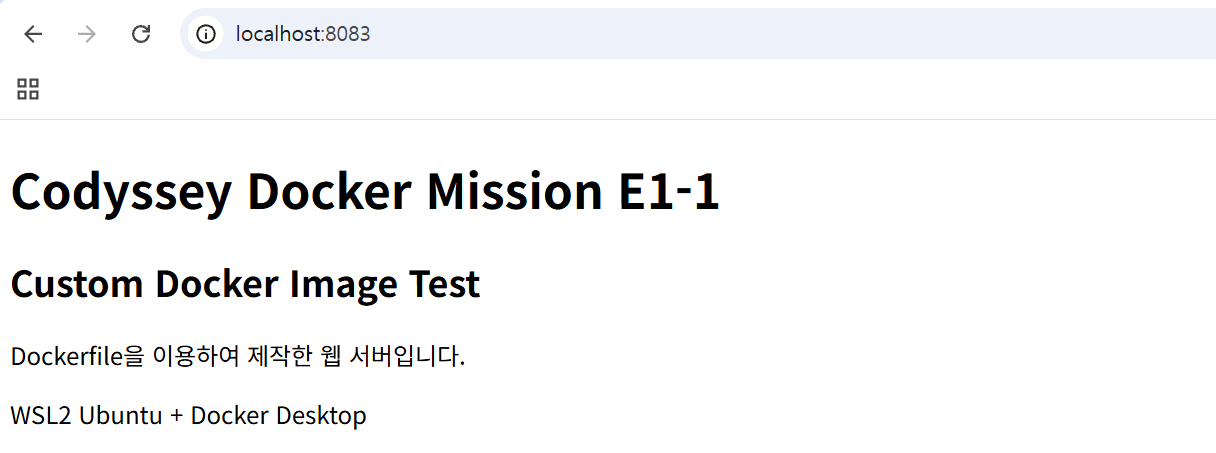 localhost:8083
Codyssey Docker Mission E1-1
Custom Docker Image Test
Dockerfile을 이용하여 제작한 웹 서버입니다.
WSL2 Ubuntu + Docker Desktop